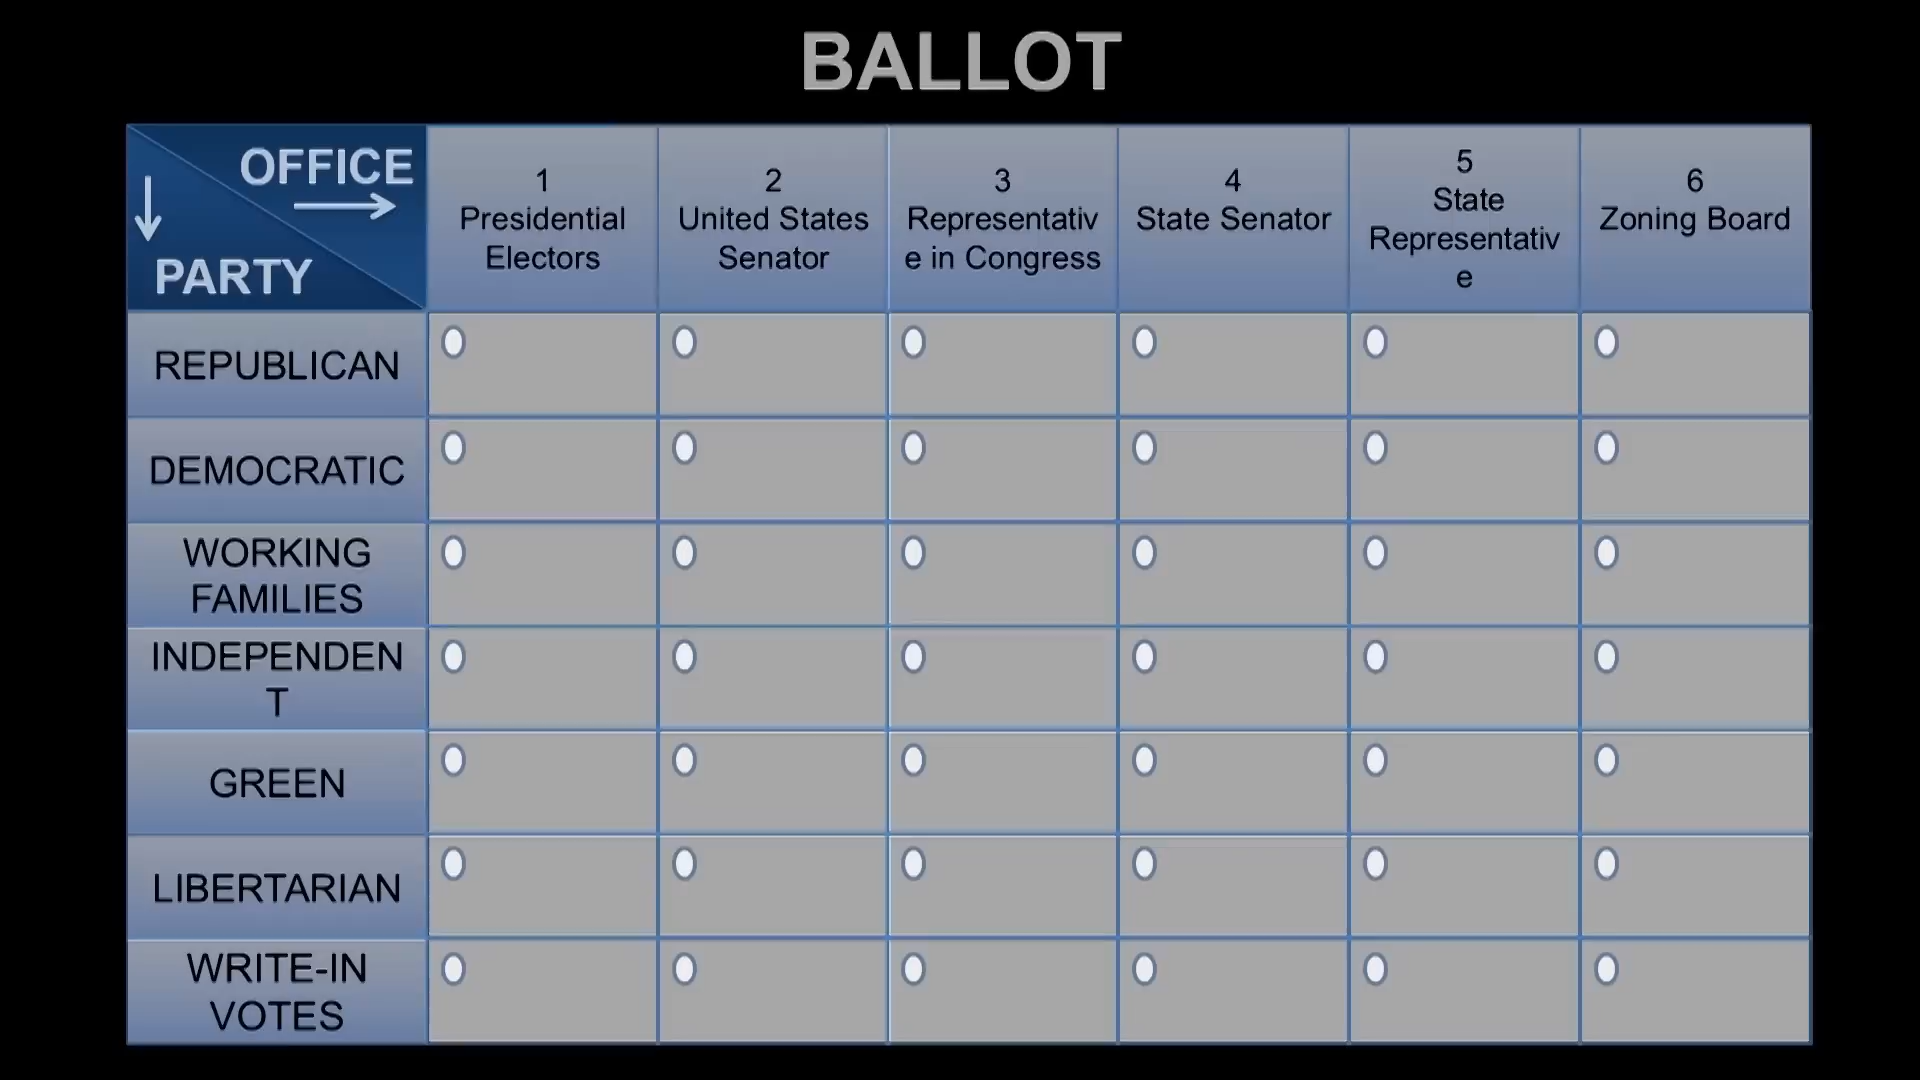 BALLOT
OFFICE
PARTY
1
Presidential
Electors
2
United States
Senator
3
Representativ
e in Congress
4
State Senator
5
State
Representativ
e
6
Zoning Board
REPUBLICAN
DEMOCRATIC
WORKING
FAMILIES
INDEPENDEN
T
GREEN
LIBERTARIAN
WRITE-IN
VOTES